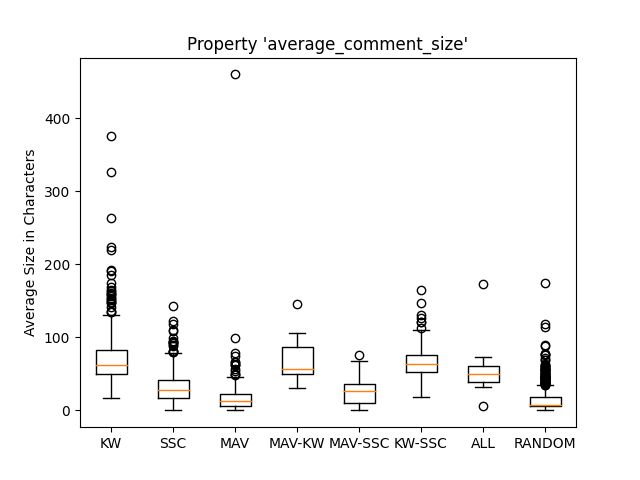 Property 'average_comment_size'
Average Size in Characters
400
300
200
100
0
KW SSC MAV MAV-KW MAV-SSC KW-SSC ALL RANDOM